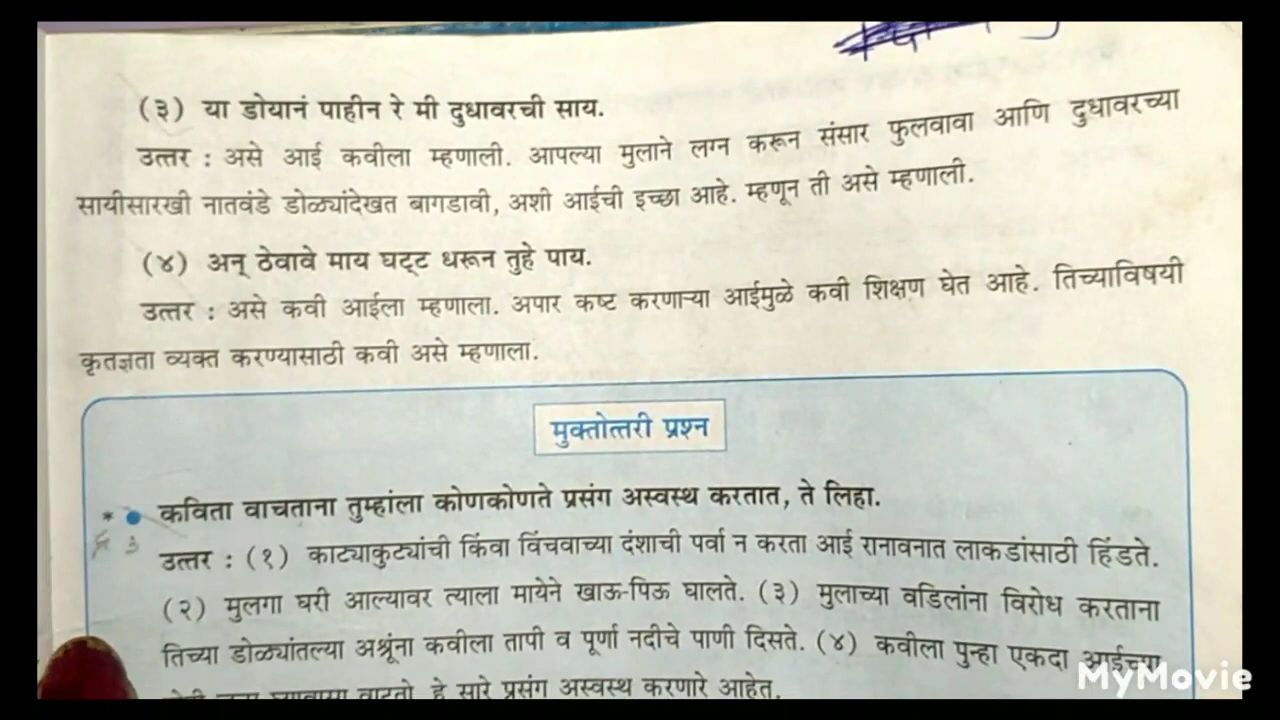 (३) या डोयानं पाहीन रे मी दुधावरची साय.
उत्तर : असे आई कवीला म्हणाली. आपल्या मुलाने लग्न करून संसार फुलवावा आणि दुधावरच्या
सायीसारखी नातवंडे डोळ्यांदेखत बागडावी, अशी आईची इच्छा आहे. म्हणून ती असे म्हणाली.
(४) अन् ठेवावे माय घट्ट धरून तुहे पाय.
उत्तर : असे कवी आईला म्हणाला. अपार कष्ट करणाऱ्या आईमुळे कवी शिक्षण घेत आहे. तिच्याविषयी
कृतज्ञता व्यक्त करण्यासाठी कवी असे म्हणाला.
मुक्तोत्तरी प्रश्न
* ● कविता वाचताना तुम्हांला कोणकोणते प्रसंग अस्वस्थ करतात, ते लिहा.
उत्तर : (१) काट्याकुट्यांची किंवा विंचवाच्या दंशाची पर्वा न करता आई रानावनात लाकडांसाठी हिंडते.
(२) मुलगा घरी आल्यावर त्याला मायेने खाऊ-पिऊ घालते. (३) मुलाच्या वडिलांना विरोध करताना
तिच्या डोळ्यांतल्या अश्रूंना कवीला तापी व पूर्णा नदीचे पाणी दिसते. (४) कवीला पुन्हा एकदा आईच्या
हे सारे प्रसंग अस्वस्थ करणारे आहेत.
MyMovie